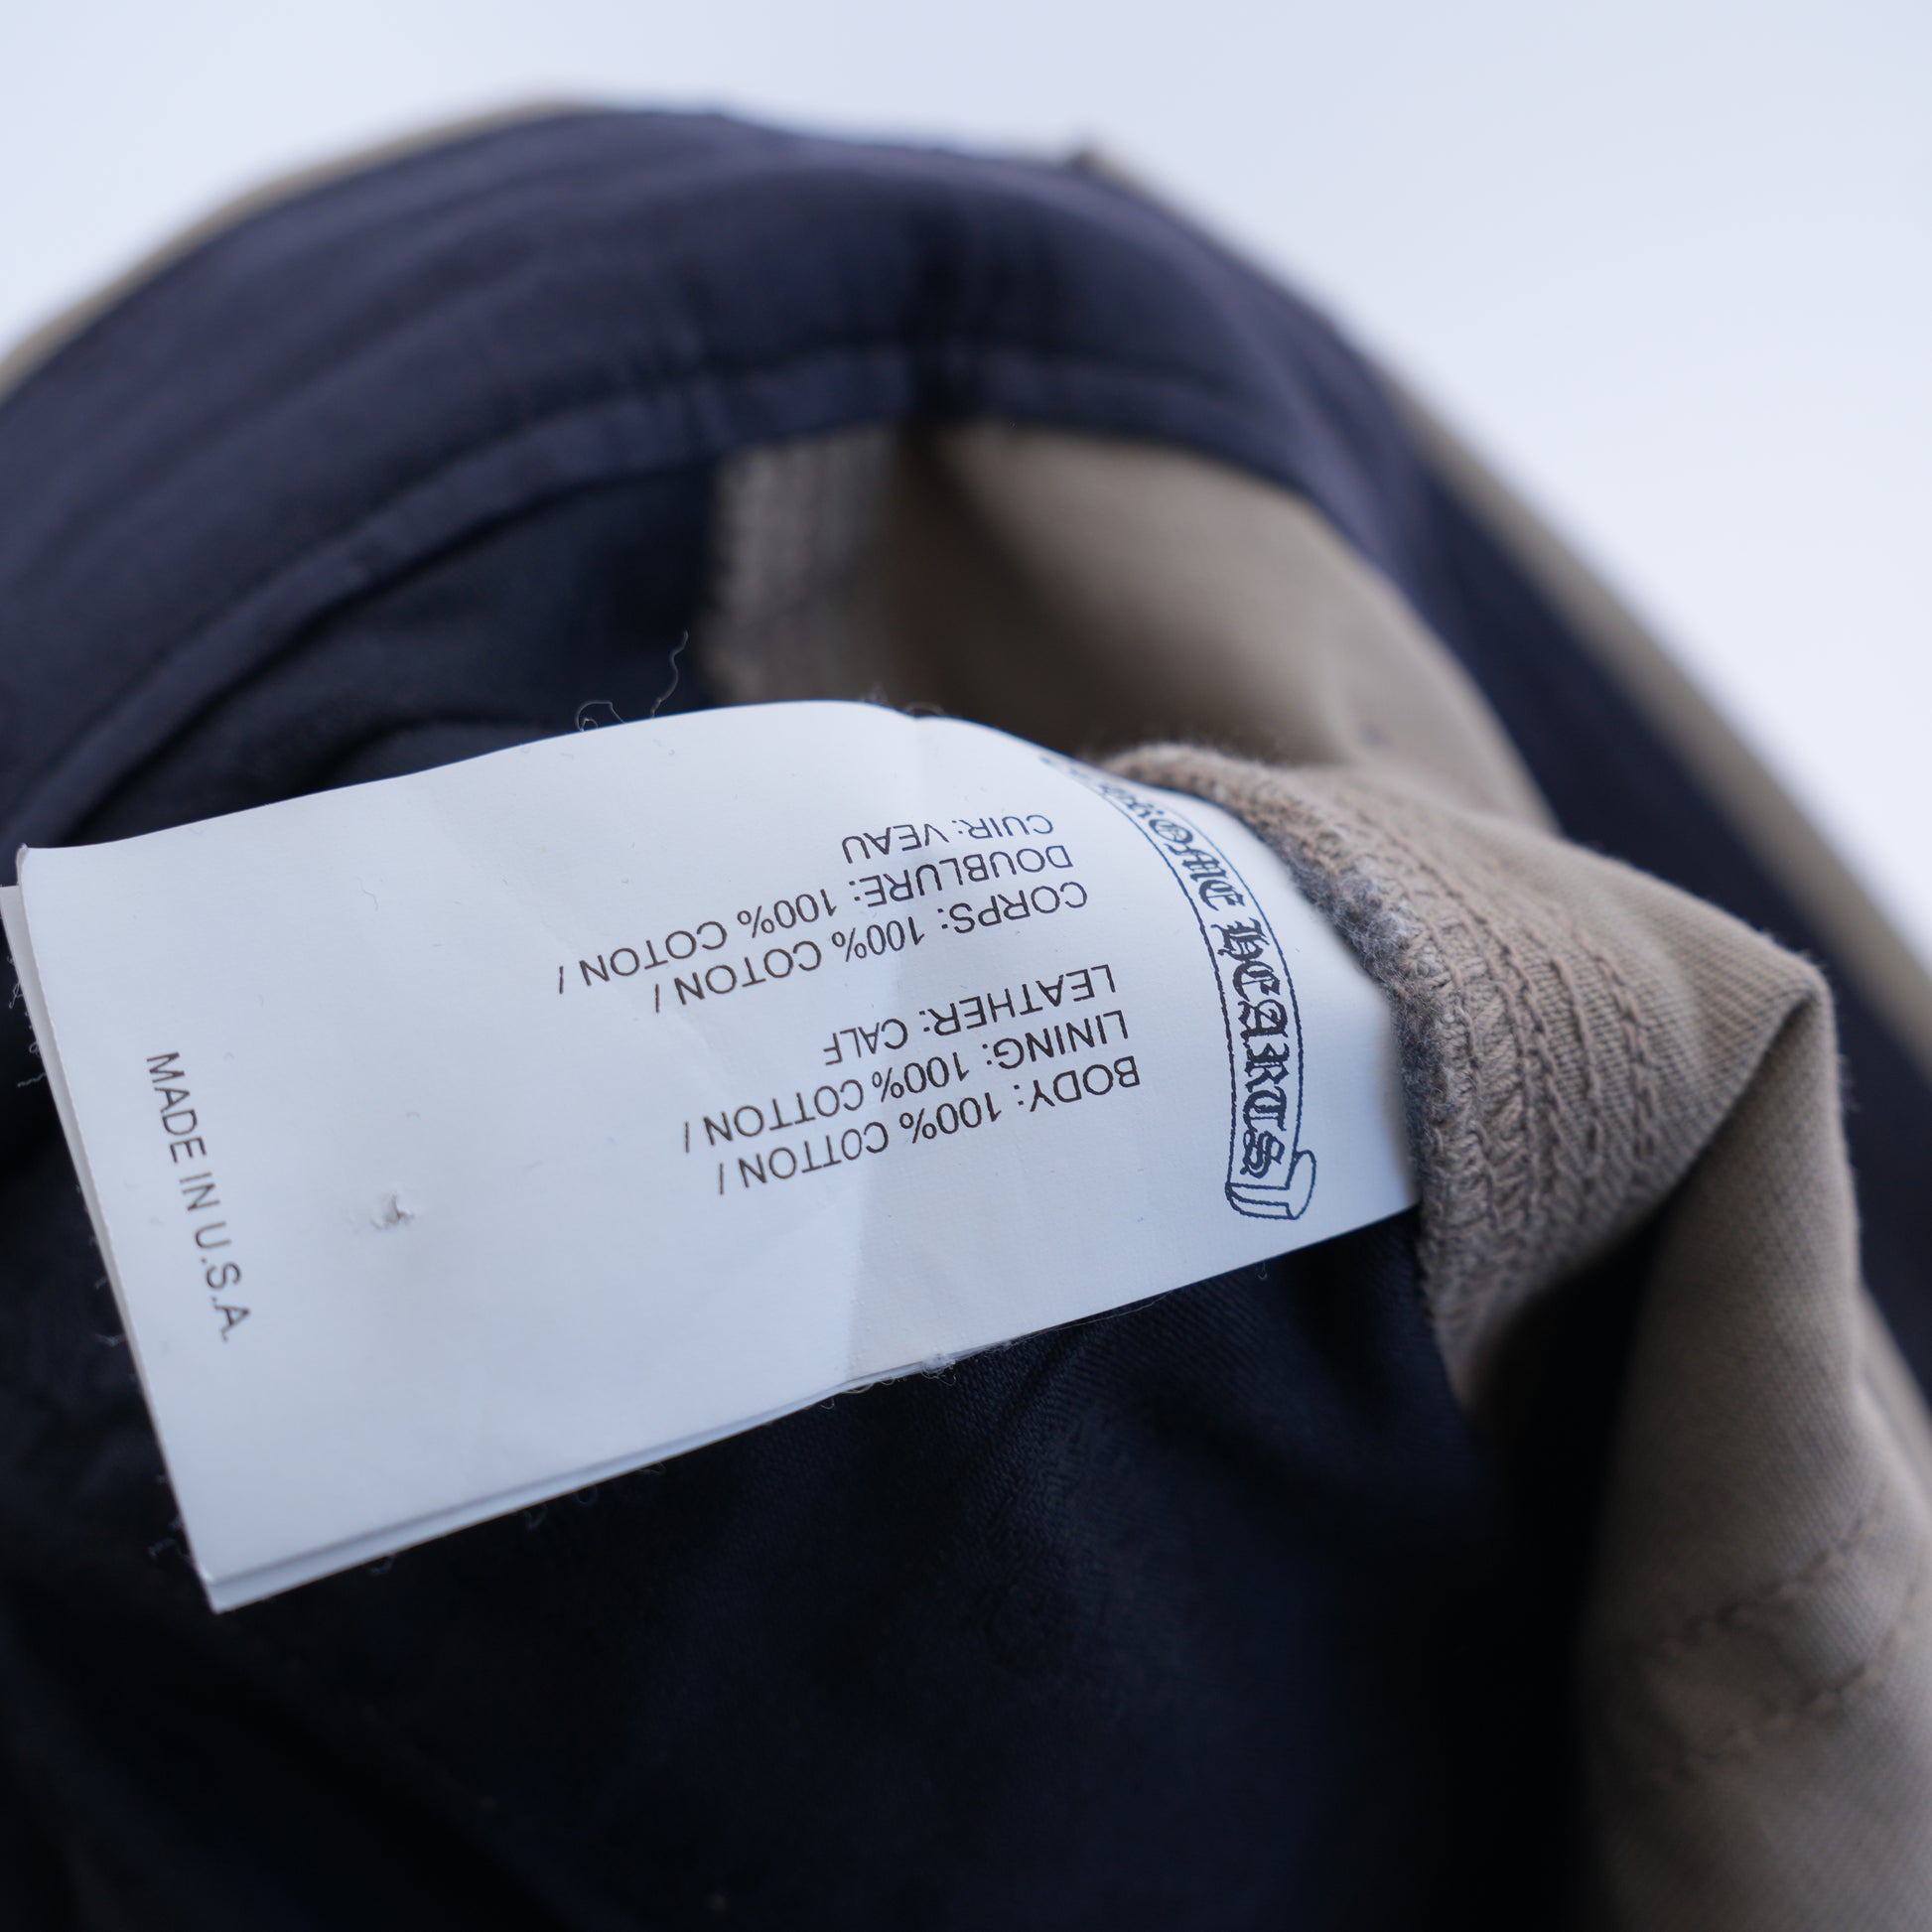 CHROME HEARTS
BODY: 100% COTTON /
LINING: 100% COTTON /
LEATHER: CALF
CORPS: 100% COTON /
DOUBLURE: 100% COTON /
CUIR: VEAU
MADE IN U.S.A.